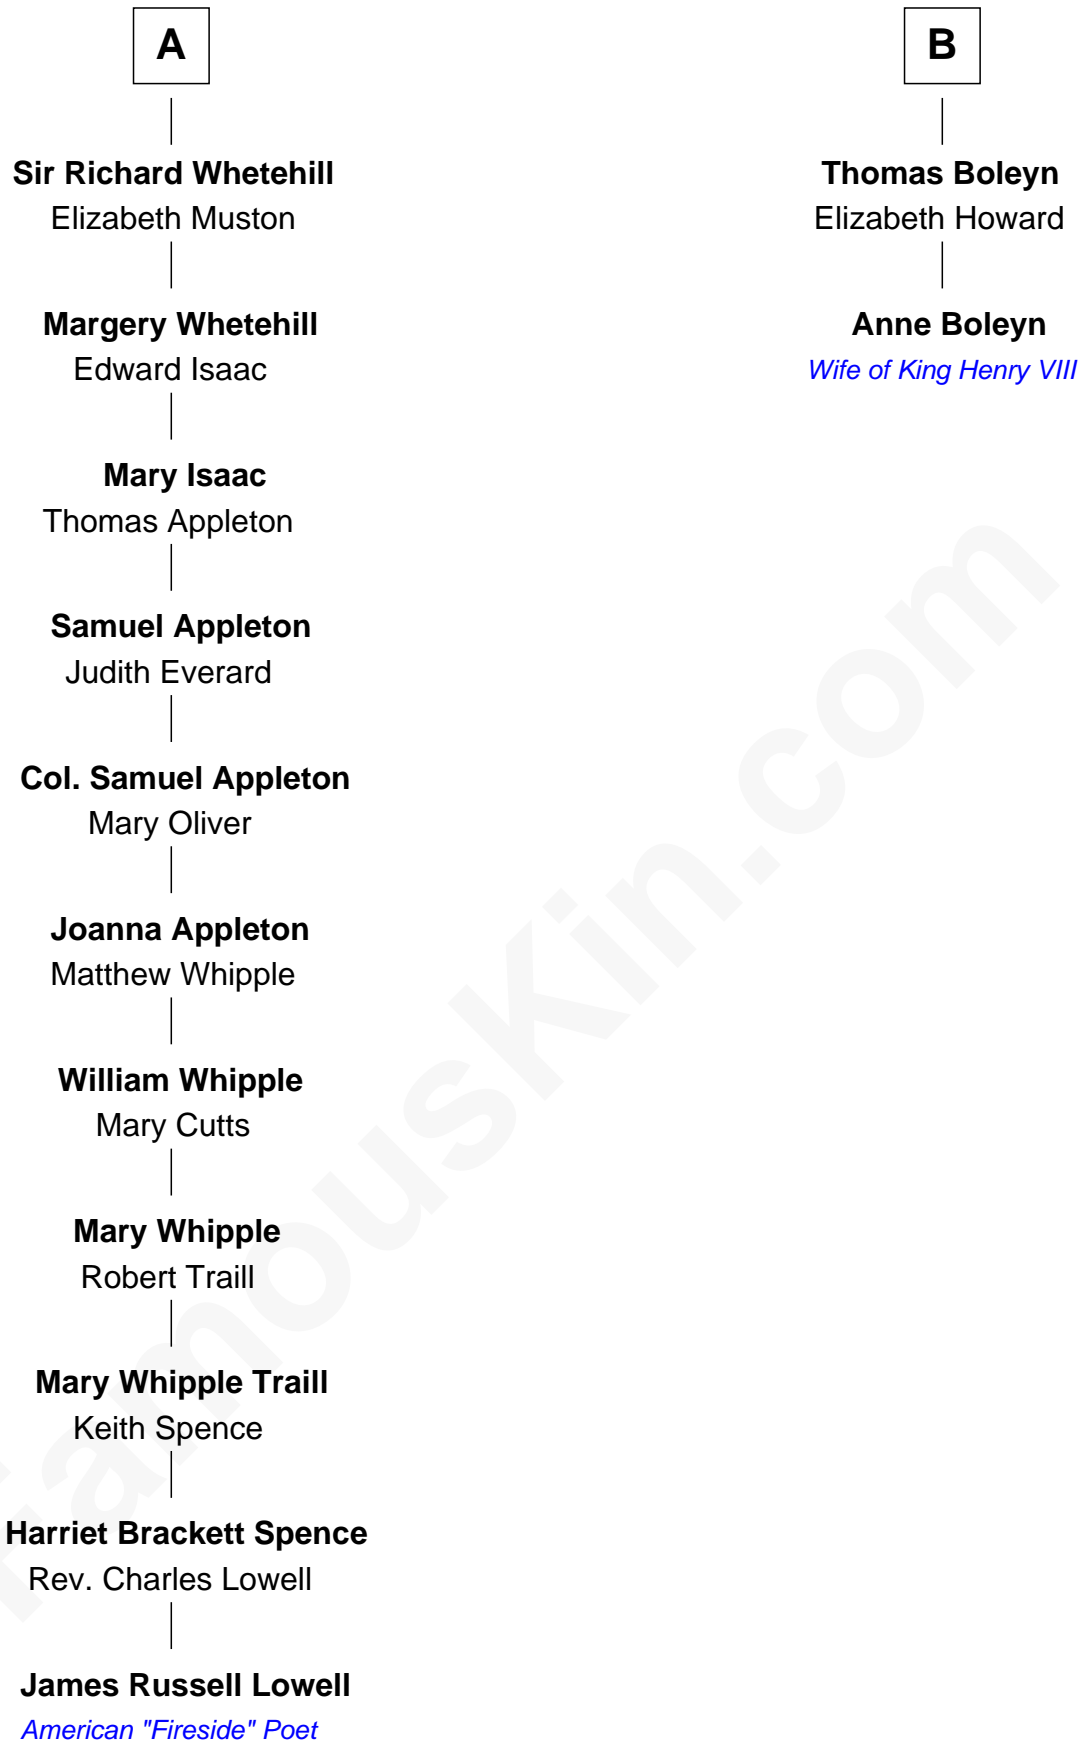 A
Sir Richard Whetehill
Elizabeth Muston
Margery Whetehill
Edward Isaac
Mary Isaac
Thomas Appleton
Samuel Appleton
Judith Everard
Col. Samuel Appleton
Mary Oliver
Joanna Appleton
Matthew Whipple
William Whipple
Mary Cutts
Mary Whipple
Robert Traill
Mary Whipple Traill
Keith Spence
Harriet Brackett Spence
Rev. Charles Lowell
James Russell Lowell
American "Fireside" Poet
B
Thomas Boleyn
Elizabeth Howard
Anne Boleyn
Wife of King Henry VIII
FamousKin.com